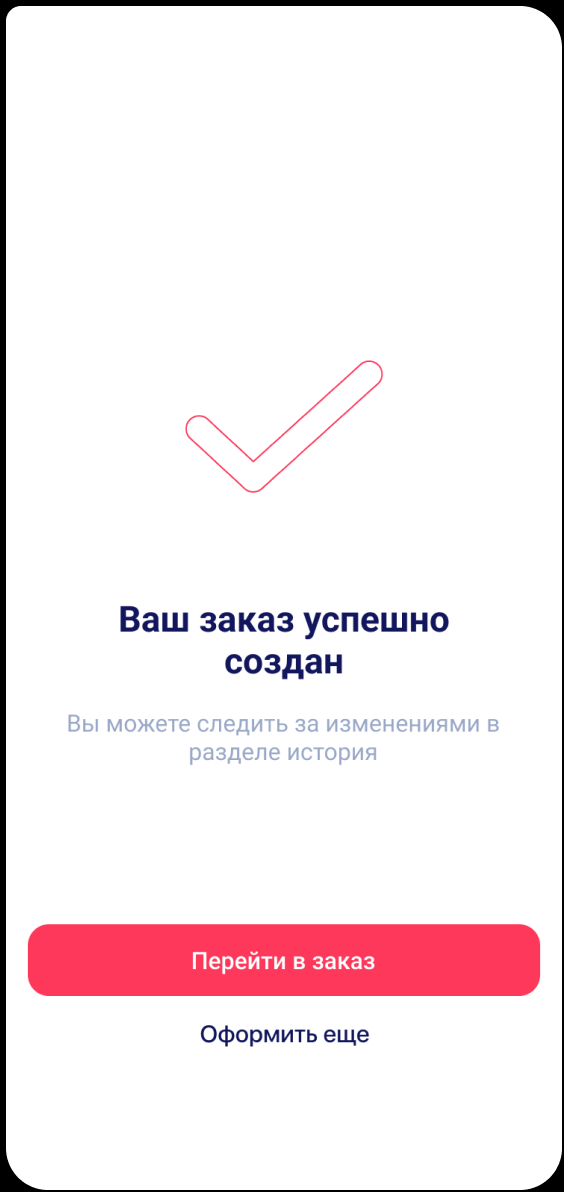 Ваш заказ успешно
создан
Вы можете следить за изменениями в
разделе история
Перейти в заказ
Оформить еще